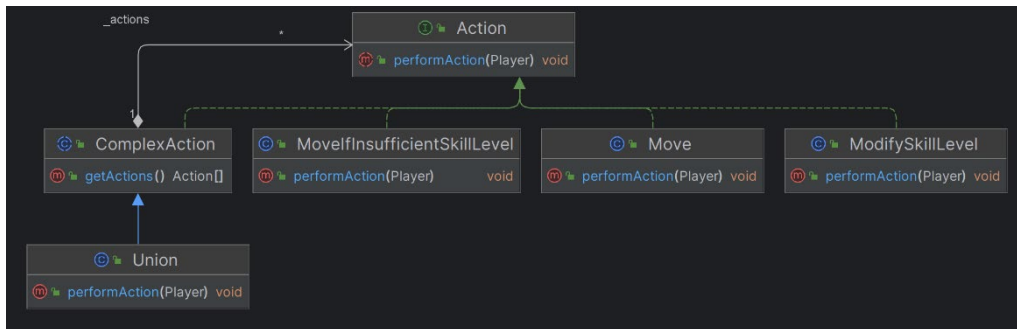 _actions
*
Action
performAction(Player) void
1
ComplexAction
getActions() Action[]
MoveIfInsufficientSkillLevel
performAction(Player) void
Move
performAction(Player) void
ModifySkillLevel
performAction(Player) void
Union
performAction(Player) void